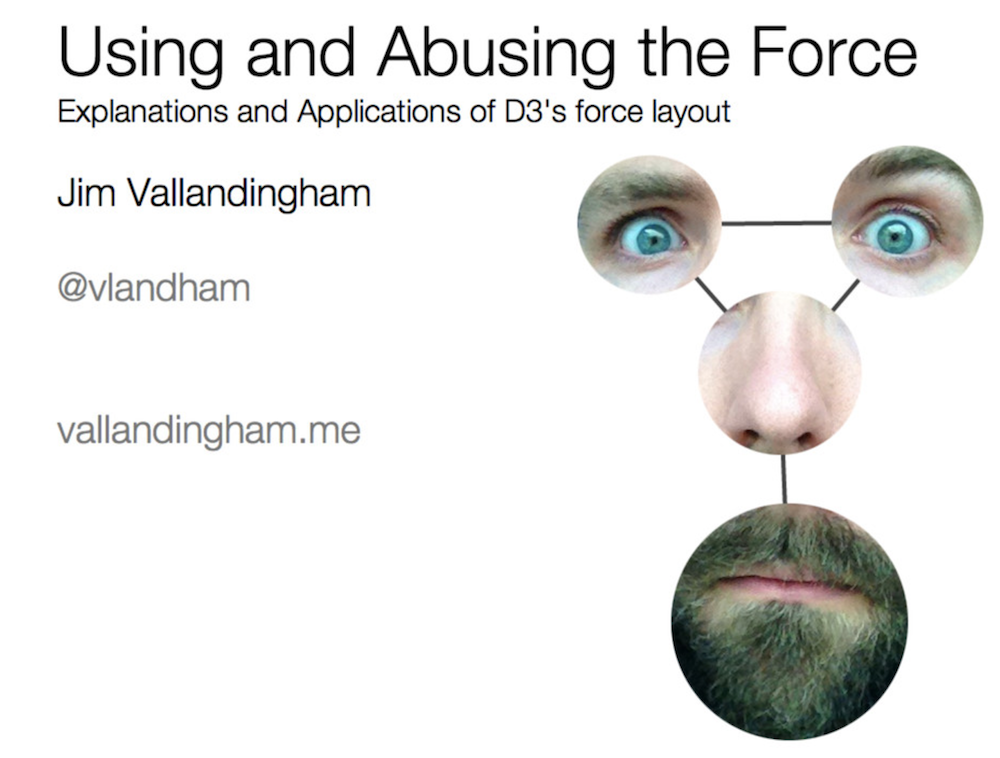 Using and Abusing the Force
Explanations and Applications of D3's force layout
Jim Vallandingham
@vlandham
vallandingham.me